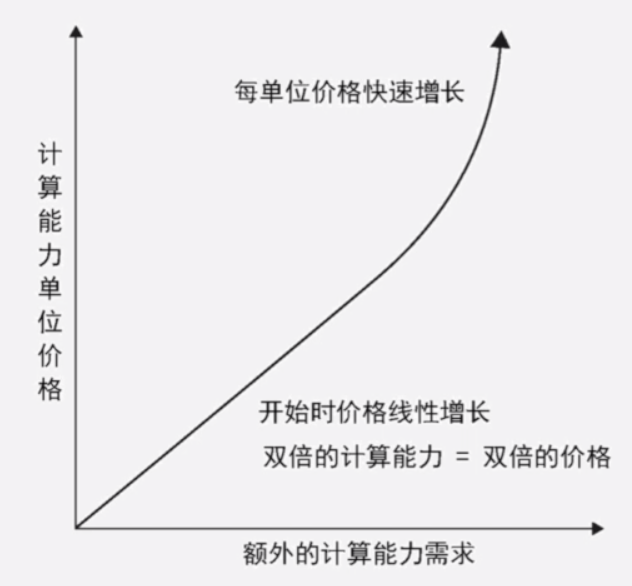 每单位价格快速增长
计算能力单位价格
开始时价格线性增长
双倍的计算能力 = 双倍的价格
额外的计算能力需求